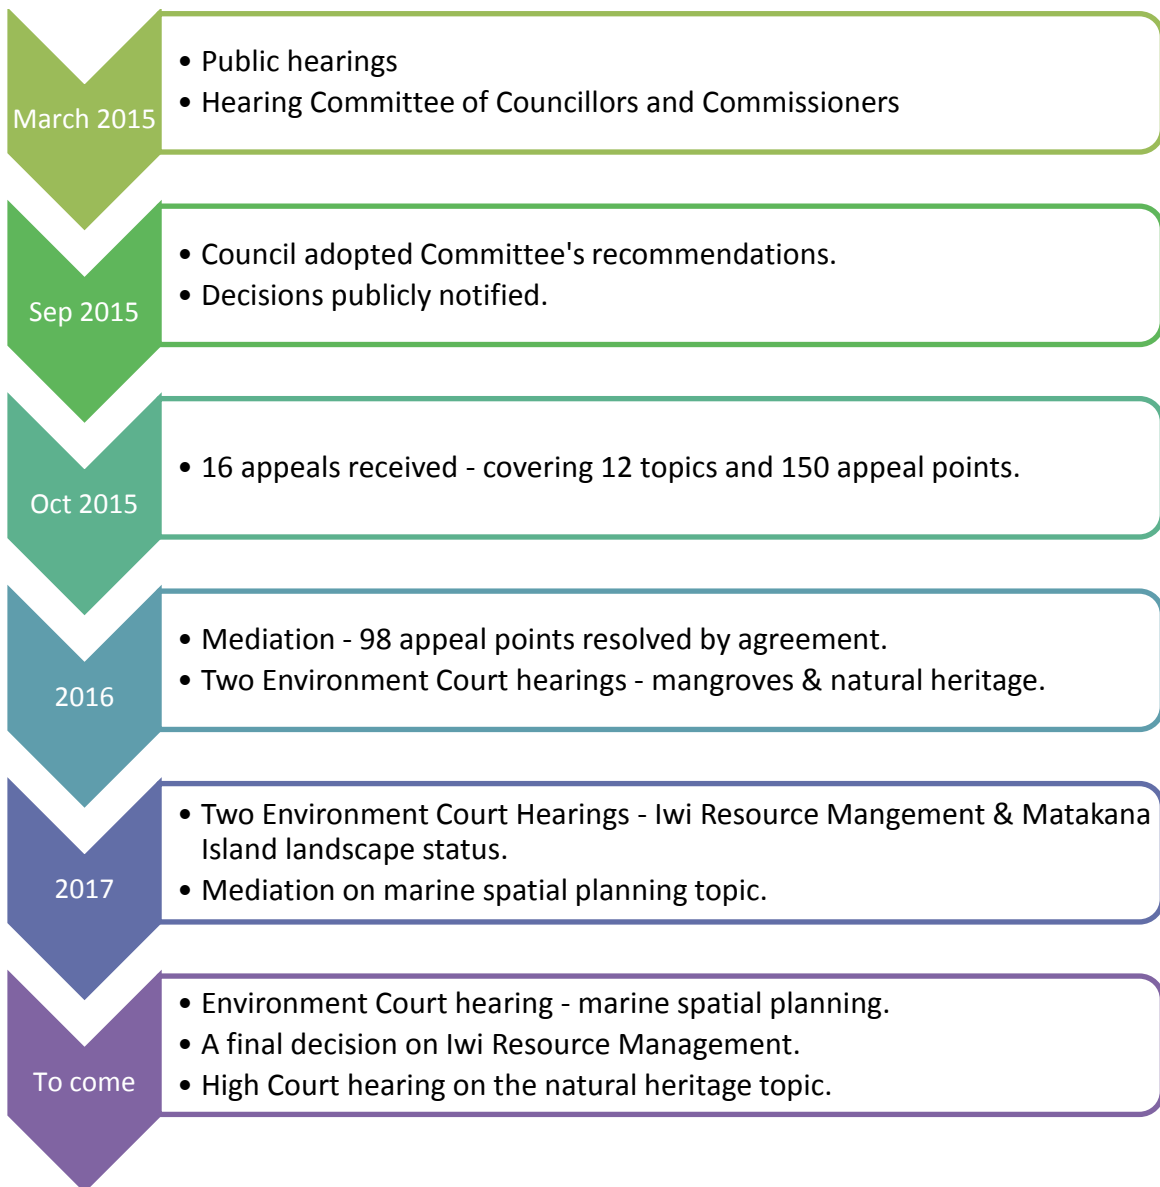 March 2015
• Public hearings
• Hearing Committee of Councillors and Commissioners
Sep 2015
• Council adopted Committee's recommendations.
• Decisions publicly notified.
Oct 2015
• 16 appeals received - covering 12 topics and 150 appeal points.
2016
• Mediation - 98 appeal points resolved by agreement.
• Two Environment Court hearings - mangroves & natural heritage.
2017
• Two Environment Court Hearings - Iwi Resource Mangement & Matakana
Island landscape status.
• Mediation on marine spatial planning topic.
To come
• Environment Court hearing - marine spatial planning.
• A final decision on Iwi Resource Management.
• High Court hearing on the natural heritage topic.